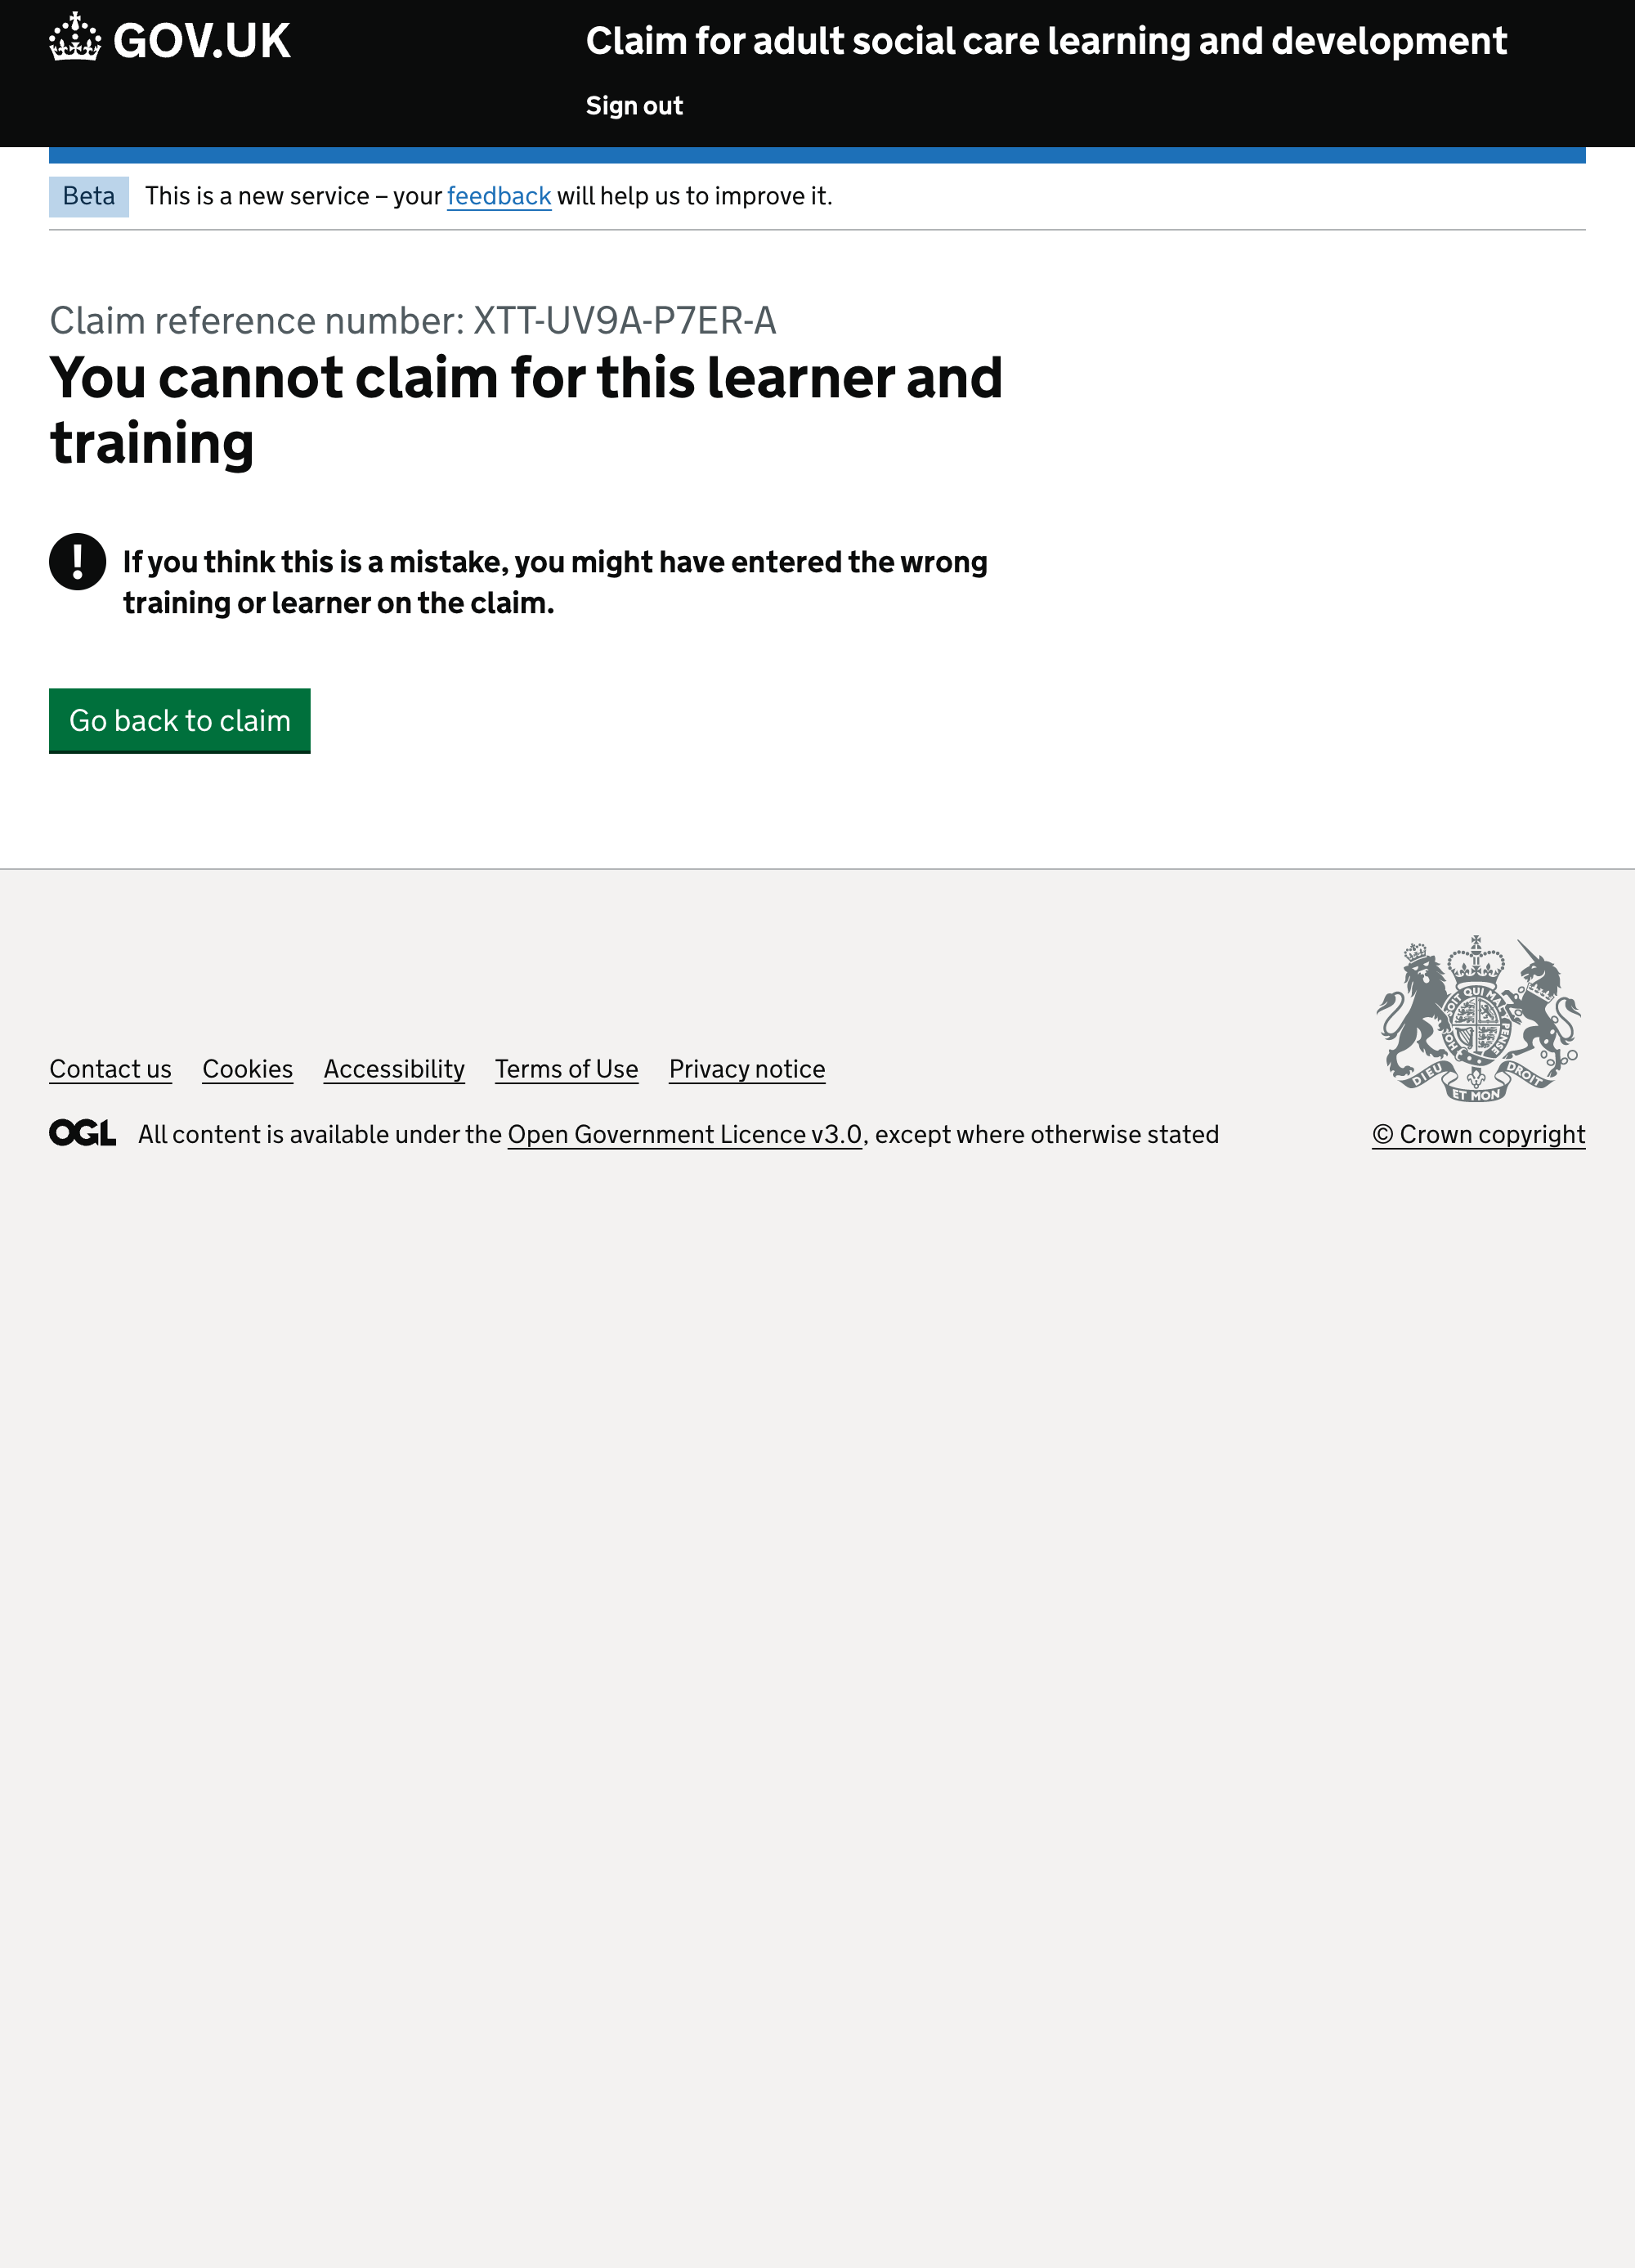 GOV.UK
Claim for adult social care learning and development
Sign out
Beta
This is a new service – your feedback will help us to improve it.
Claim reference number: XTT-UV9A-P7ER-A
You cannot claim for this learner and
training
! If you think this is a mistake, you might have entered the wrong
training or learner on the claim.
Go back to claim
Contact us Cookies Accessibility Terms of Use Privacy notice
OGL All content is available under the Open Government Licence v3.0, except where otherwise stated
DIEU ET MON DROIT
© Crown copyright